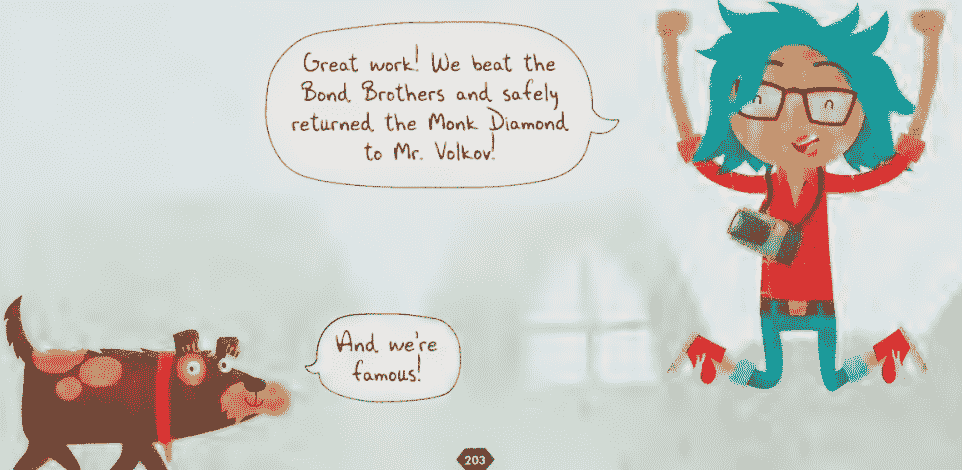 Great work! We beat the
Bond Brothers and safely
returned the Monk Diamond
to Mr. Volkov!
And we're
famous!
203